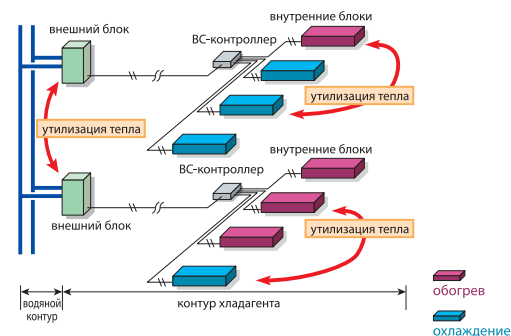 внутренние блоки
внешний блок
ВС-контроллер
утилизация тепла
утилизация тепла
внутренние блоки
ВС-контроллер
внешний блок
утилизация тепла
водяной
контур
контур хладагента
обогрев
охлаждение